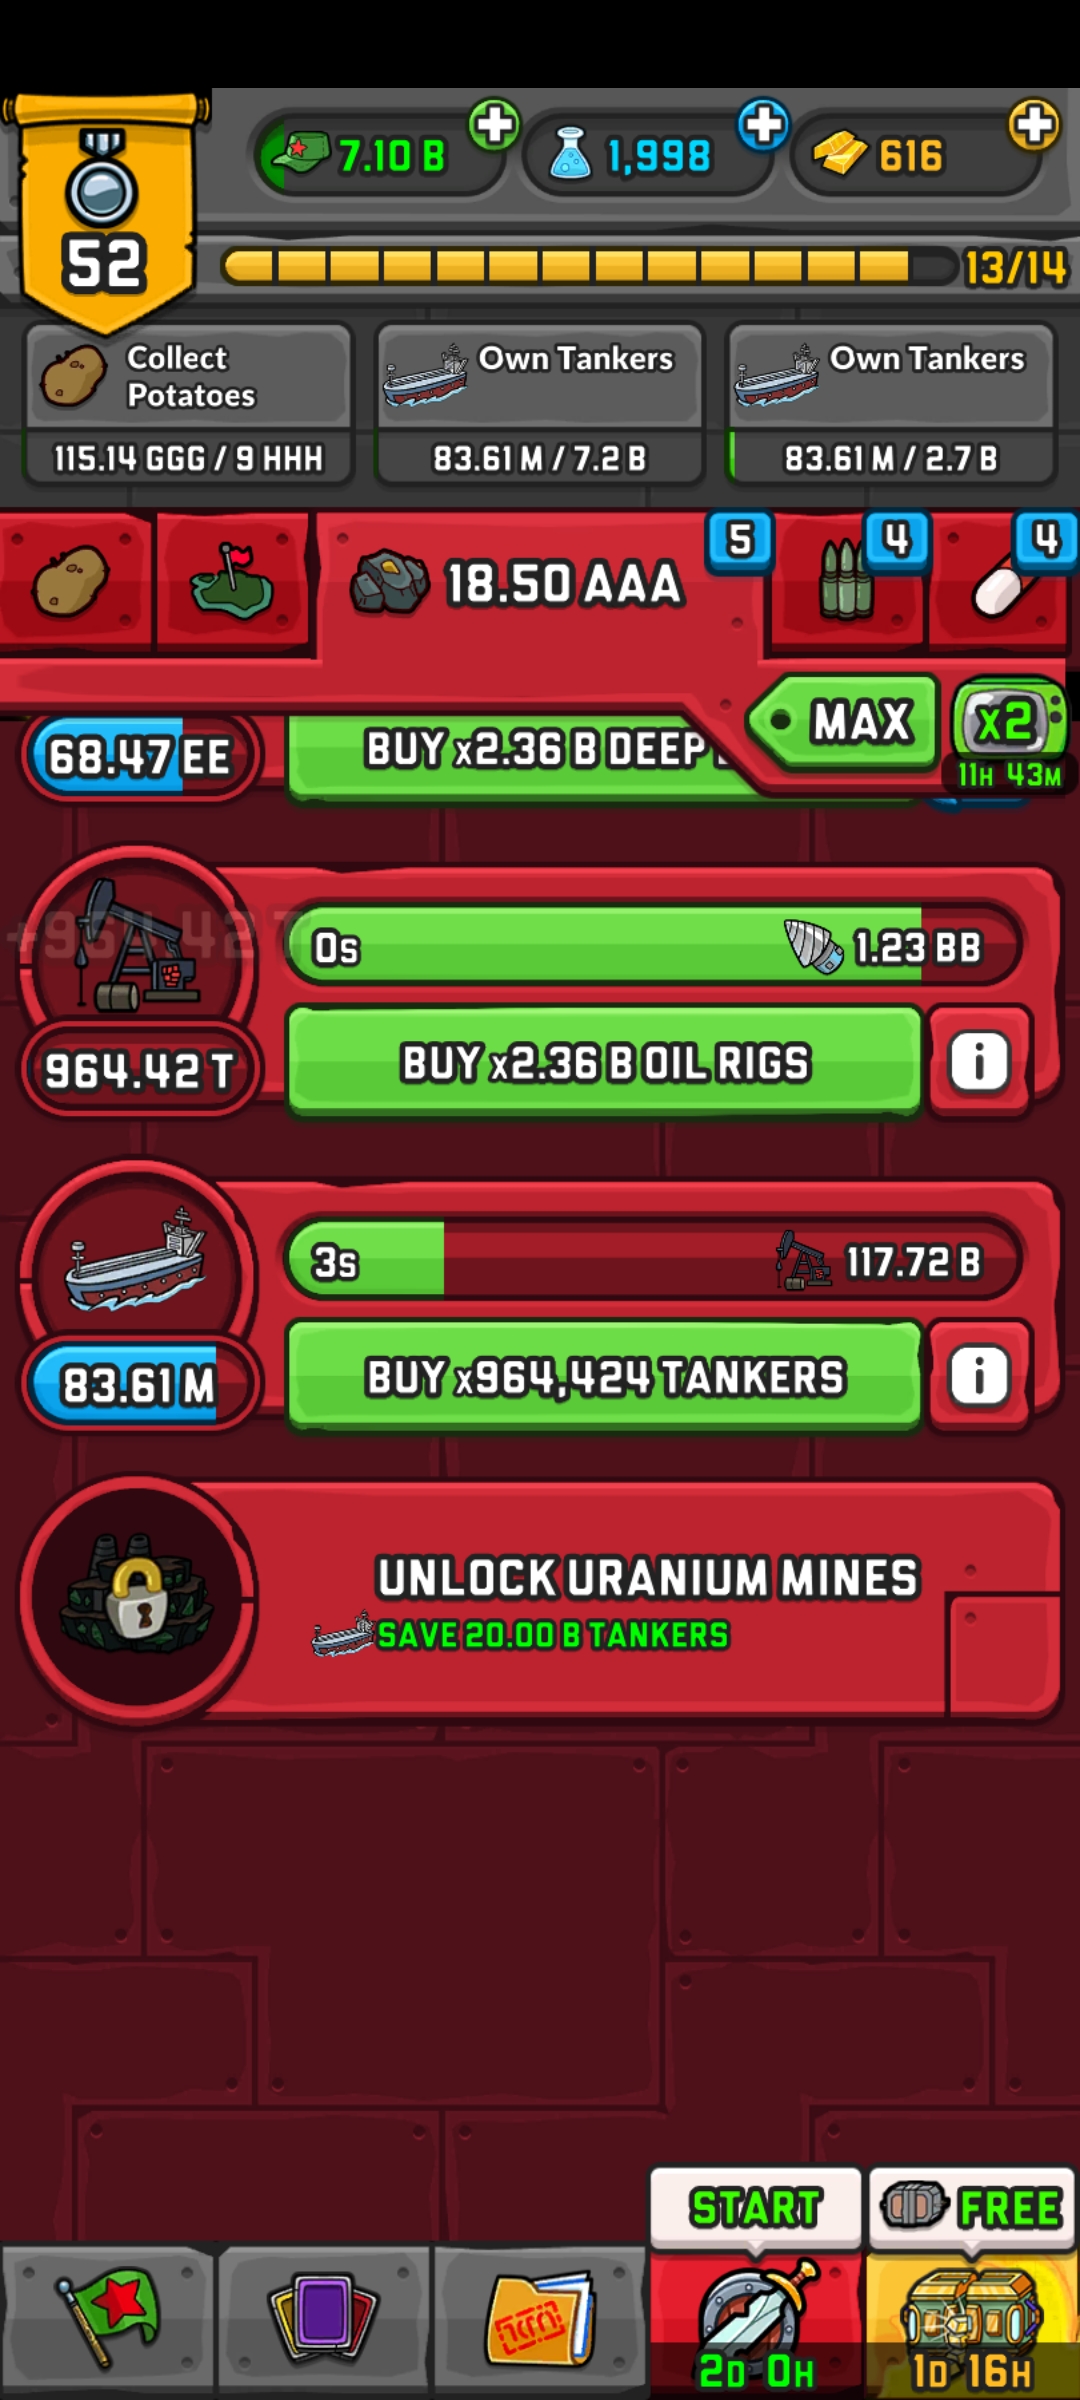 7.10 B
1,998
616
52
13/14
Collect
Potatoes
115.14 GGG / 9 HHH
Own Tankers
83.61 M / 7.2 B
Own Tankers
83.61 M / 2.7 B
18.50 AAA
5
4
4
MAX
x2
11H 43M
68.47 EE
BUY x2.36 B DEEP
+964.42T
0s
1.23 BB
964.42 T
BUY x2.36 B OIL RIGS
i
3s
117.72 B
83.61 M
BUY x964,424 TANKERS
i
UNLOCK URANIUM MINES
SAVE 20.00 B TANKERS
START
FREE
2D 0H
1D 16H